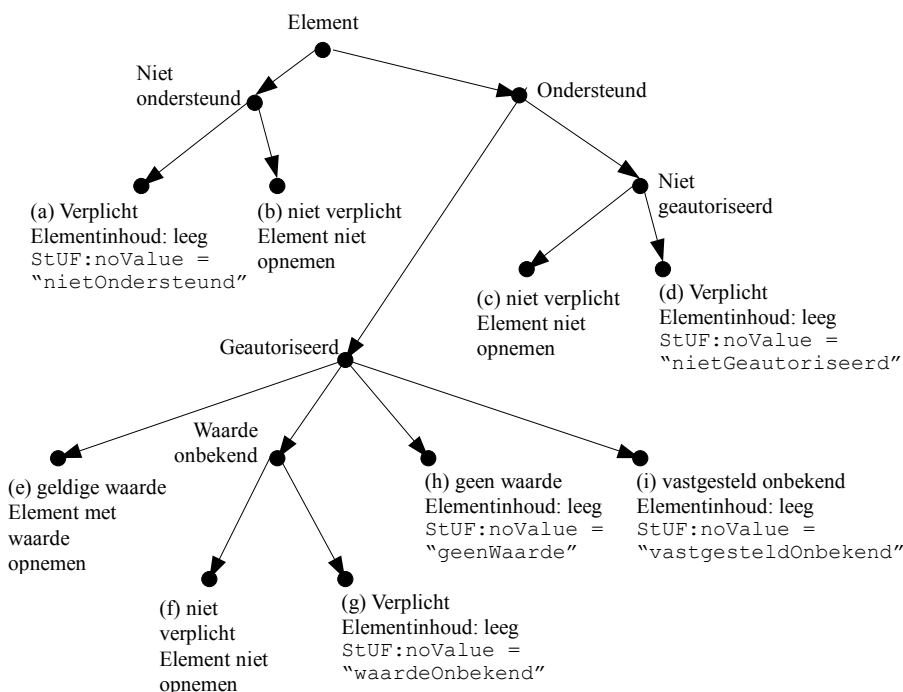 Element
Niet
ondersteund
Ondersteund
(a) Verplicht
Elementinhoud: leeg
StUF:noValue =
“nietOndersteund”
(b) niet verplicht
Element niet
opnemen
Niet
geautoriseerd
(c) niet verplicht
Element niet
opnemen
(d) Verplicht
Elementinhoud: leeg
StUF:noValue =
“nietGeautoriseerd”
Geautoriseerd
Waarde
onbekend
(e) geldige waarde
Element met
waarde
opnemen
(h) geen waarde
Elementinhoud: leeg
StUF:noValue =
“geenWaarde”
(i) vastgesteld onbekend
Elementinhoud: leeg
StUF:noValue =
“vastgesteldOnbekend”
(f) niet
verplicht
Element niet
opnemen
(g) Verplicht
Elementinhoud: leeg
StUF:noValue =
“waardeOnbekend”